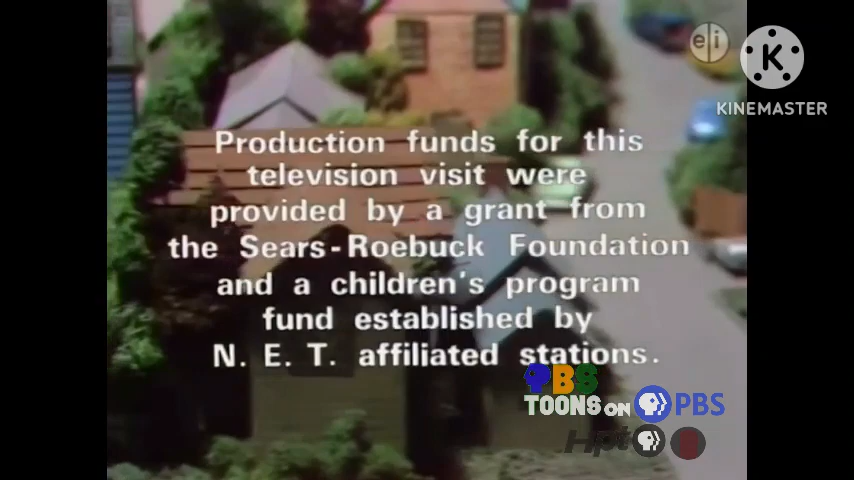 e/i
KINEMASTER
Production funds for this
television visit were
provided by a grant from
the Sears-Roebuck Foundation
and a children's program
fund established by
N. E. T. affiliated stations.
PBS
TOONS ON PBS
Hpt